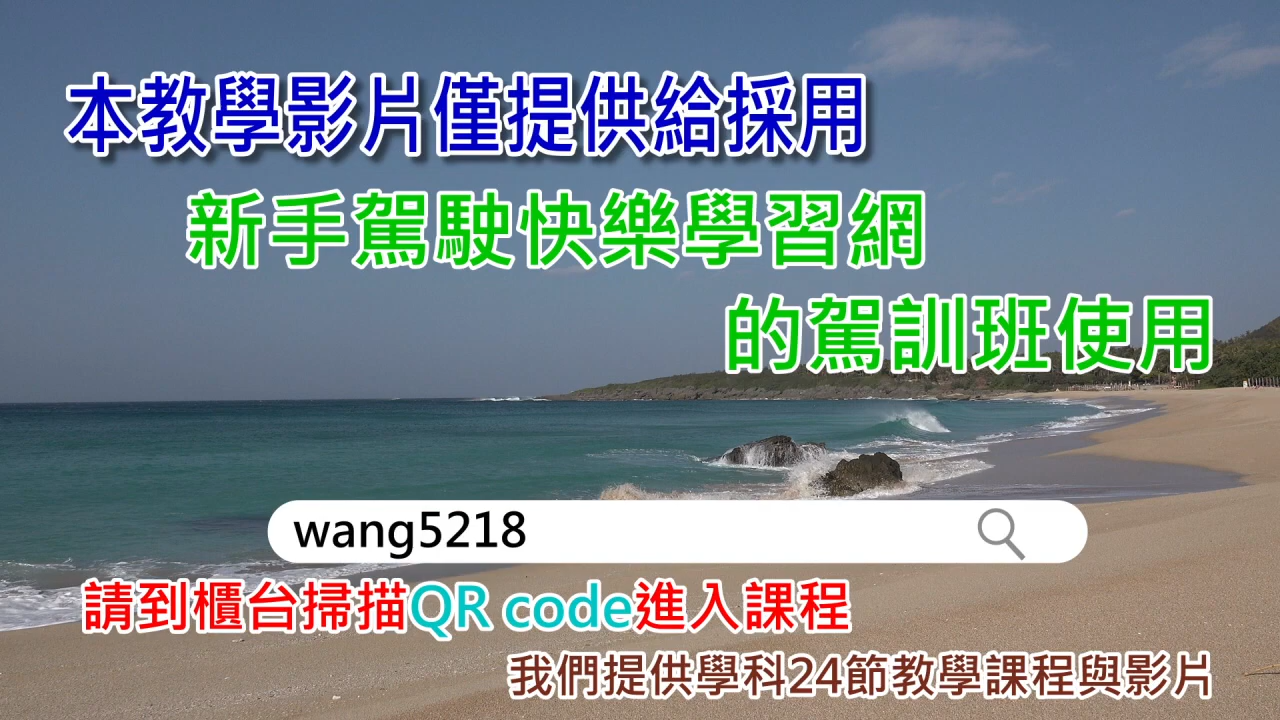 本教學影片僅提供給採用
新手駕駛快樂學習網
的駕訓班使用
wang5218
請到櫃台掃描QR code進入課程
我們提供學科24節教學課程與影片